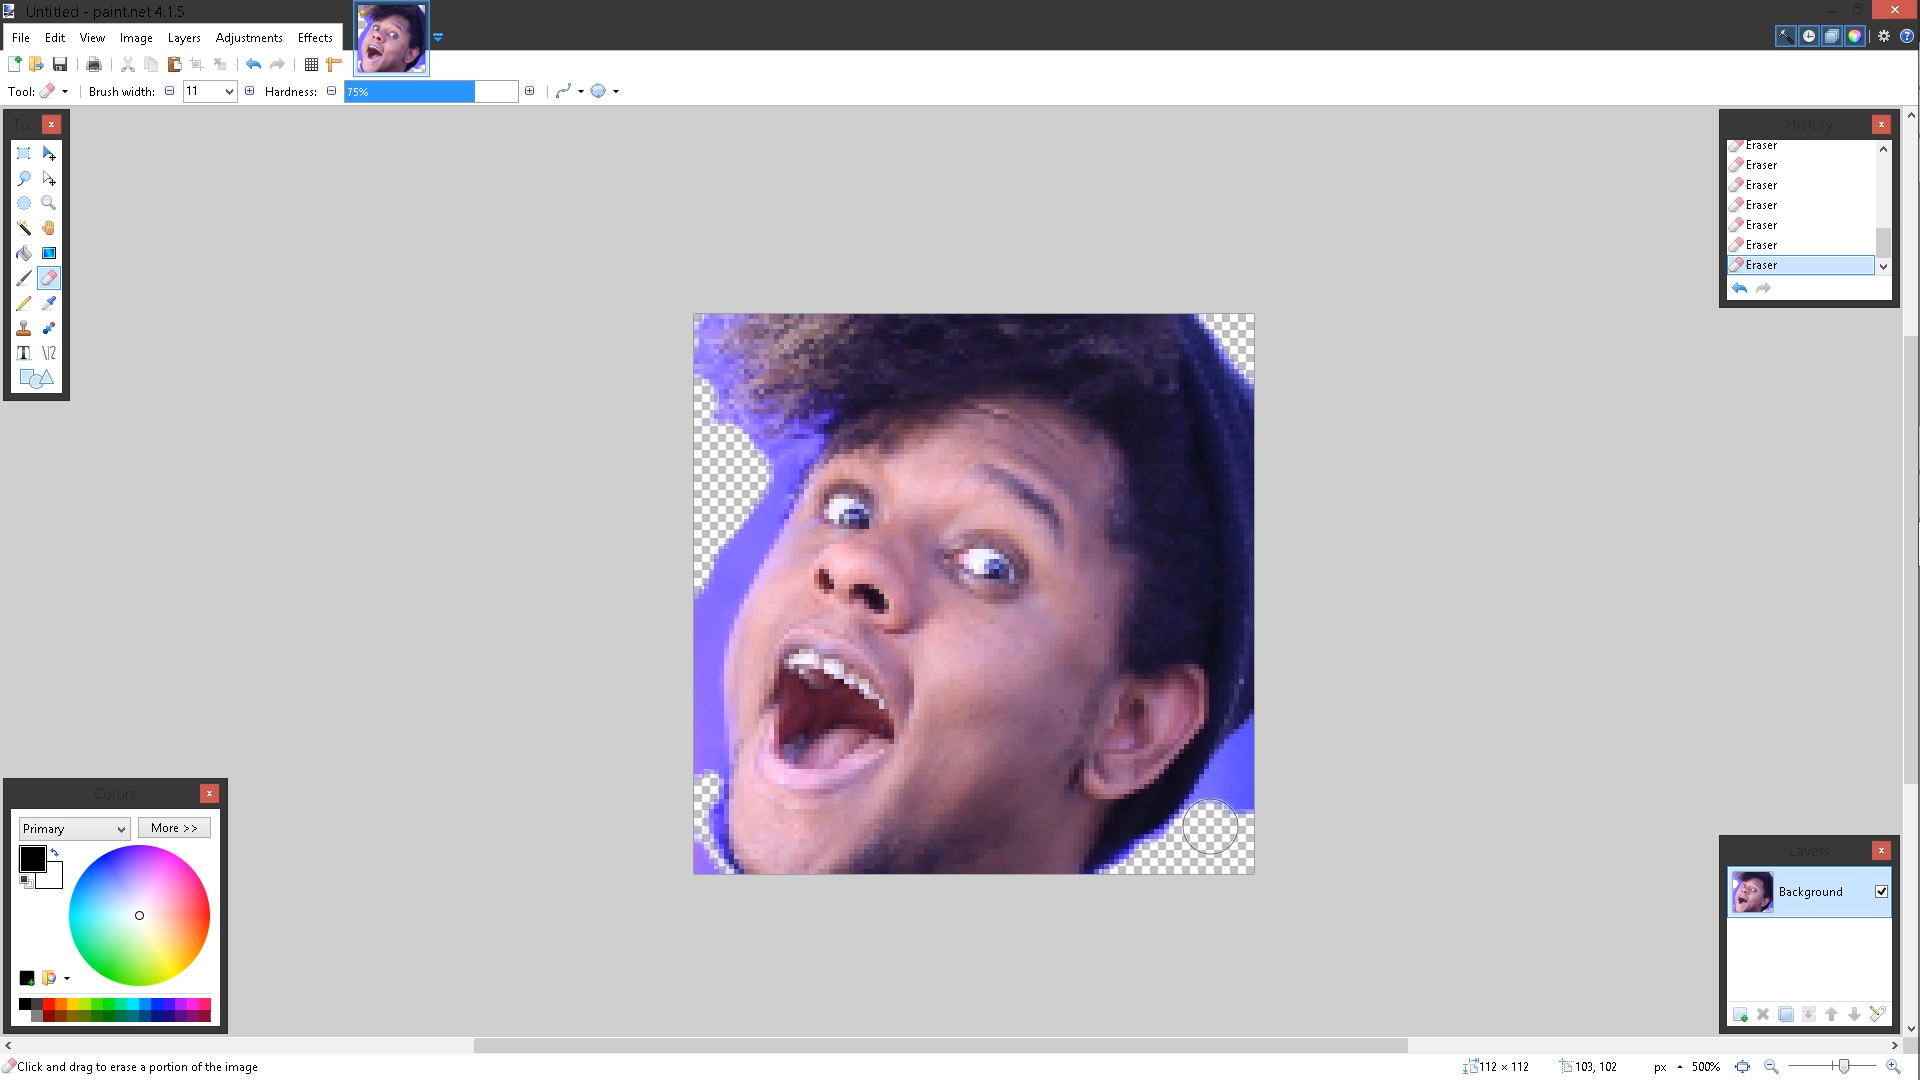 Untitled - paint.net 4.1.5
File Edit View Image Layers Adjustments Effects
Tool: Brush width: 11 Hardness: 75%
To...
History
Eraser
Eraser
Eraser
Eraser
Eraser
Eraser
Eraser
Colors
Primary More >>
Layers
Background
Click and drag to erase a portion of the image 112 × 112 103, 102 px 500%